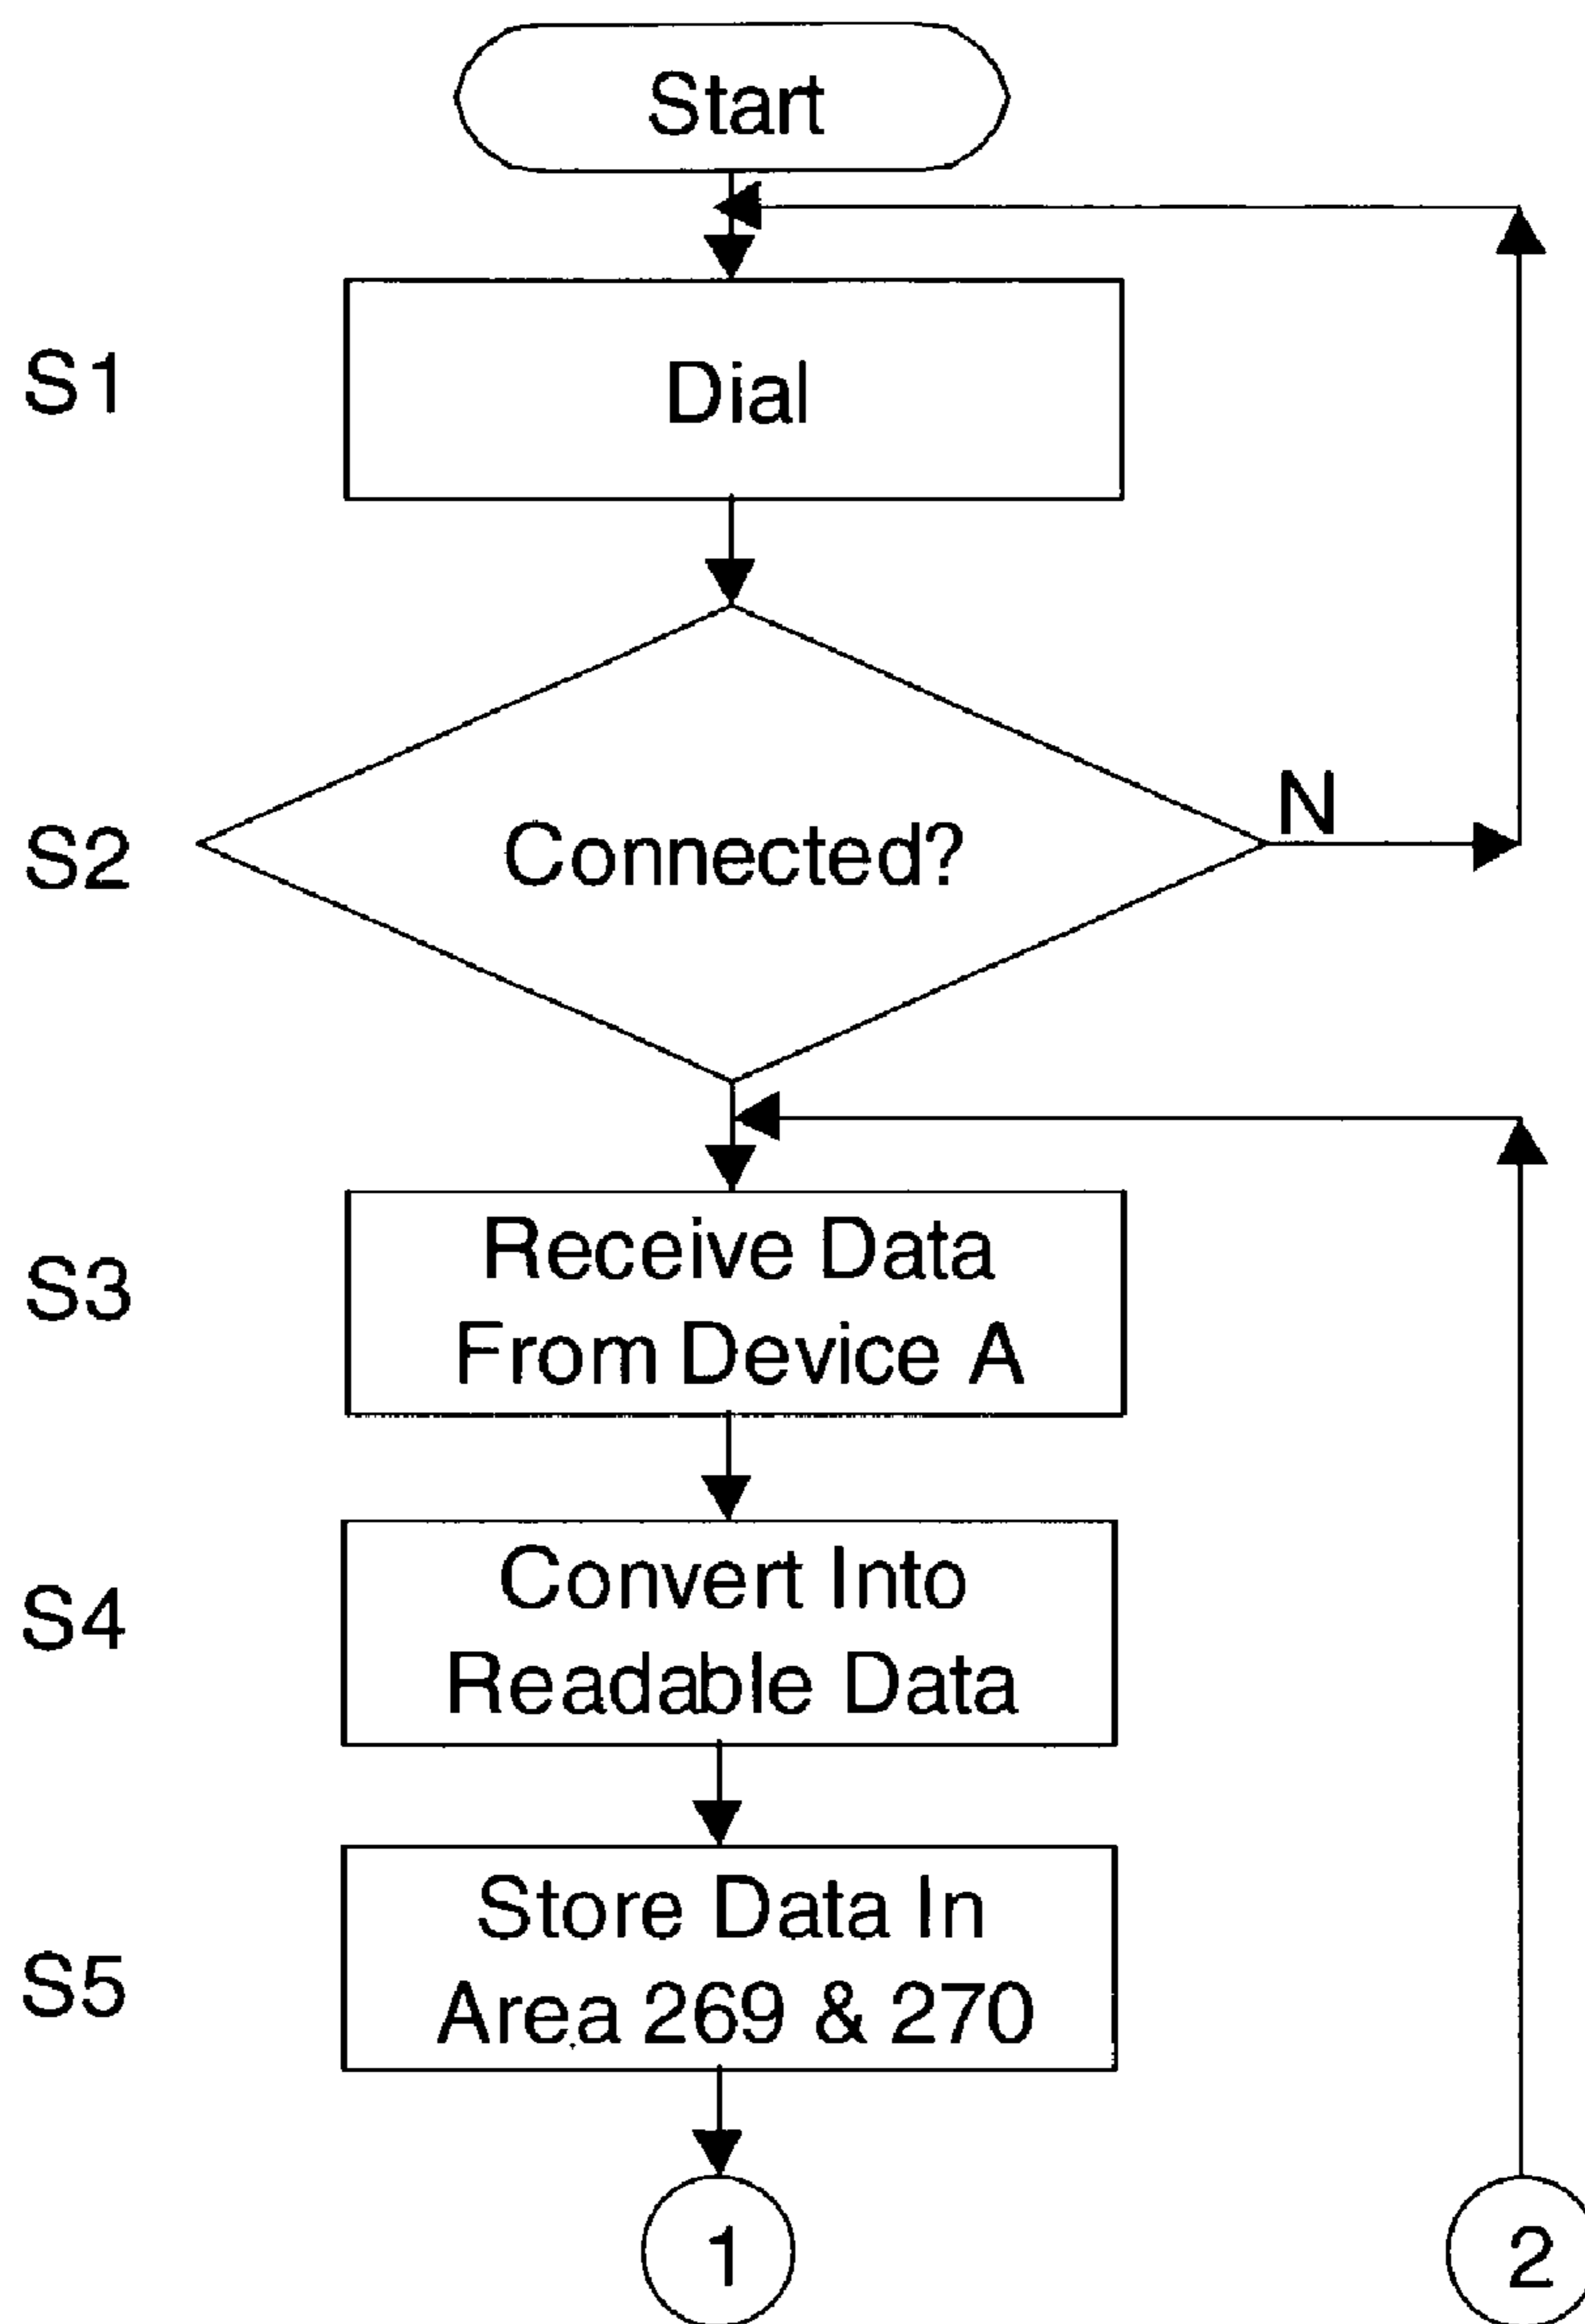 Start
S1
Dial
S2
Connected?
N
S3
Receive Data
From Device A
S4
Convert Into
Readable Data
S5
Store Data In
Area 269 & 270
1
2